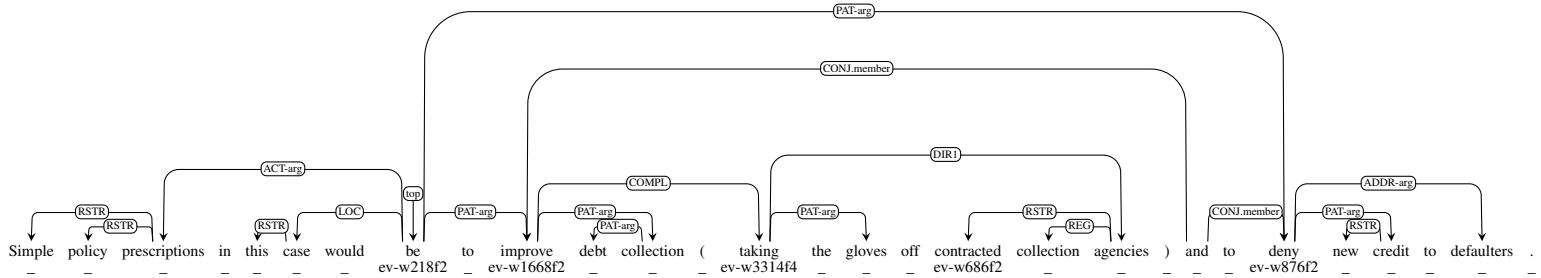 PAT-arg
CONJ.member
DIR1
ACT-arg
COMPL
ADDR-arg
top
RSTR LOC PAT-arg PAT-arg PAT-arg RSTR CONJ.member PAT-arg
RSTR RSTR PAT-arg REG RSTR
Simple policy prescriptions in this case would be to improve debt collection ( taking the gloves off contracted collection agencies ) and to deny new credit to defaulters .
_ _ _ _ _ _ _ ev-w218f2 _ ev-w1668f2 _ _ _ ev-w3314f4 _ _ _ ev-w686f2 _ _ _ _ _ ev-w876f2 _ _ _ _ _